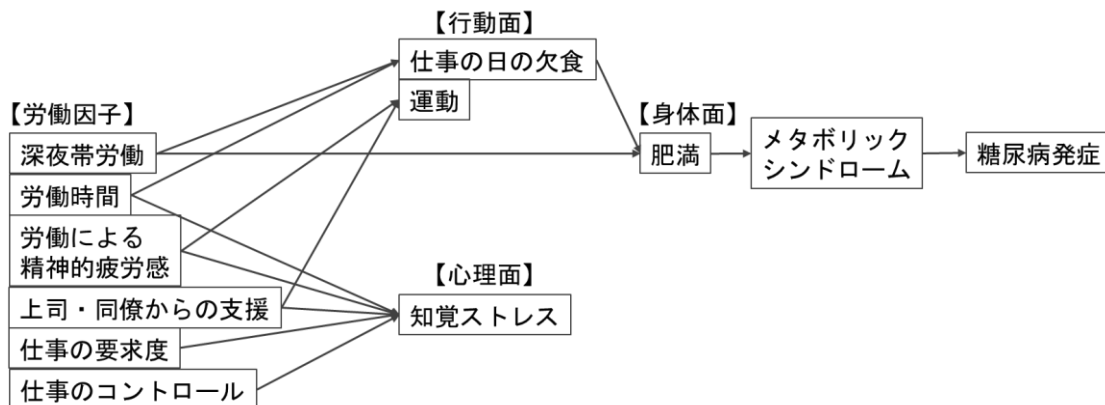 【行動面】
仕事の日の欠食
運動
【労働因子】
深夜帯労働
労働時間
労働による
精神的疲労感
上司・同僚からの支援
仕事の要求度
仕事のコントロール
【身体面】
肥満
メタボリック
シンドローム
糖尿病発症
【心理面】
知覚ストレス